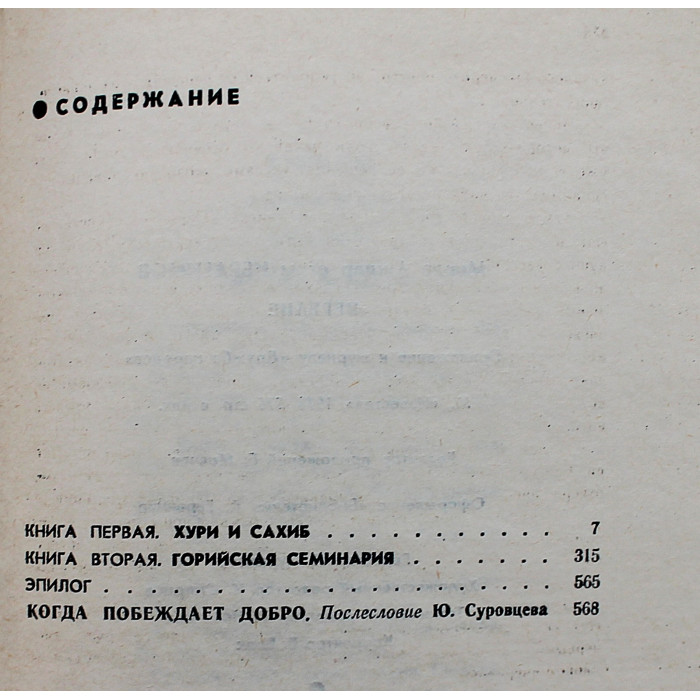 ● СОДЕРЖАНИЕ
КНИГА ПЕРВАЯ. ХУРИ И САХИБ . . . . . . . . . . . 7
КНИГА ВТОРАЯ. ГОРИЙСКАЯ СЕМИНАРИЯ . . . . . . . 315
ЭПИЛОГ . . . . . . . . . . . . . . . . . . . 565
КОГДА ПОБЕЖДАЕТ ДОБРО. Послесловие Ю. Суровцева 568